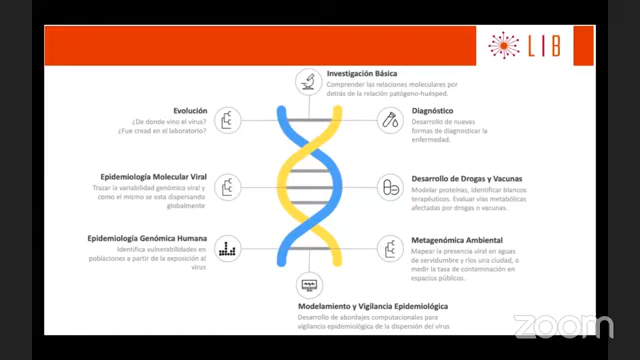 LIB
Investigación Básica
Comprender las relaciones moleculares por
detrás de la relación patógeno-huésped.
Evolución
¿De donde vino el virus?
¿Fue cread en el laboratorio?
Diagnóstico
Desarrollo de nuevas
formas de diagnosticar la
enfermedad.
Epidemiología Molecular Viral
Trazar la variabilidad genómica viral y
como el mismo se esta dispersando
globalmente
Desarrollo de Drogas y Vacunas
Modelar proteínas, identificar blancos
terapéuticos. Evaluar vías metabólicas
afectadas por drogas o vacunas.
Epidemiología Genómica Humana
Identifica vulnerabilidades en
poblaciones a partir de la exposición al
virus
Metagenómica Ambiental
Mapear la presencia viral en aguas
de servidumbre y ríos una ciudad, o
medir la tasa de contaminación en
espacios públicos.
Modelamiento y Vigilancia Epidemiológica
Desarrollo de abordajes computacionales para
vigilancia epidemiológica de la dispersión del vírus
zoom